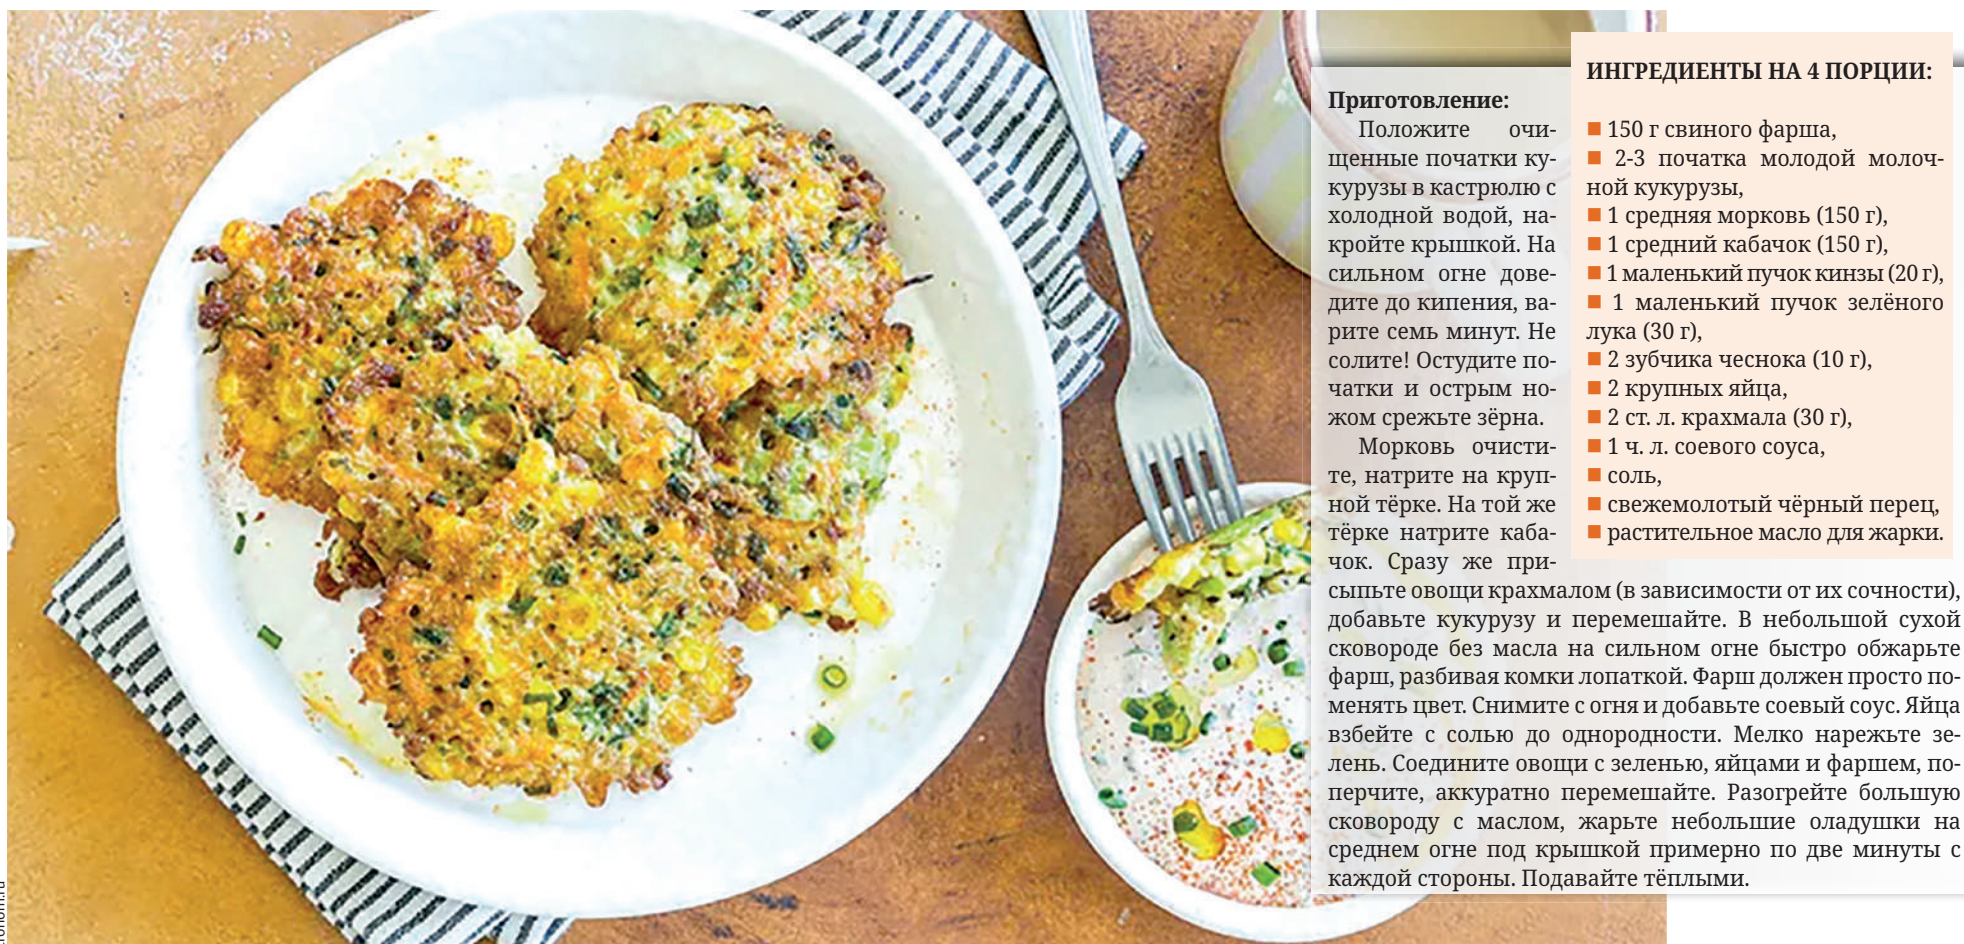 Приготовление:
Положите очи-
щенные початки ку-
курузы в кастрюлю с
холодной водой, на-
кройте крышкой. На
сильном огне дове-
дите до кипения, ва-
рите семь минут. Не
солите! Остудите по-
чатки и острым но-
жом срежьте зёрна.
Морковь очисти-
те, натрите на круп-
ной тёрке. На той же
тёрке натрите каба-
чок. Сразу же при-
сыпьте овощи крахмалом (в зависимости от их сочности),
добавьте кукурузу и перемешайте. В небольшой сухой
сковороде без масла на сильном огне быстро обжарьте
фарш, разбивая комки лопаткой. Фарш должен просто по-
менять цвет. Снимите с огня и добавьте соевый соус. Яйца
взбейте с солью до однородности. Мелко нарежьте зе-
лень. Соедините овощи с зеленью, яйцами и фаршем, по-
перчите, аккуратно перемешайте. Разогрейте большую
сковороду с маслом, жарьте небольшие оладушки на
среднем огне под крышкой примерно по две минуты с
каждой стороны. Подавайте тёплыми.
ИНГРЕДИЕНТЫ НА 4 ПОРЦИИ:
■ 150 г свиного фарша,
■ 2-3 початка молодой молоч-
ной кукурузы,
■ 1 средняя морковь (150 г),
■ 1 средний кабачок (150 г),
■ 1 маленький пучок кинзы (20 г),
■ 1 маленький пучок зелёного
лука (30 г),
■ 2 зубчика чеснока (10 г),
■ 2 крупных яйца,
■ 2 ст. л. крахмала (30 г),
■ 1 ч. л. соевого соуса,
■ соль,
■ свежемолотый чёрный перец,
■ растительное масло для жарки.